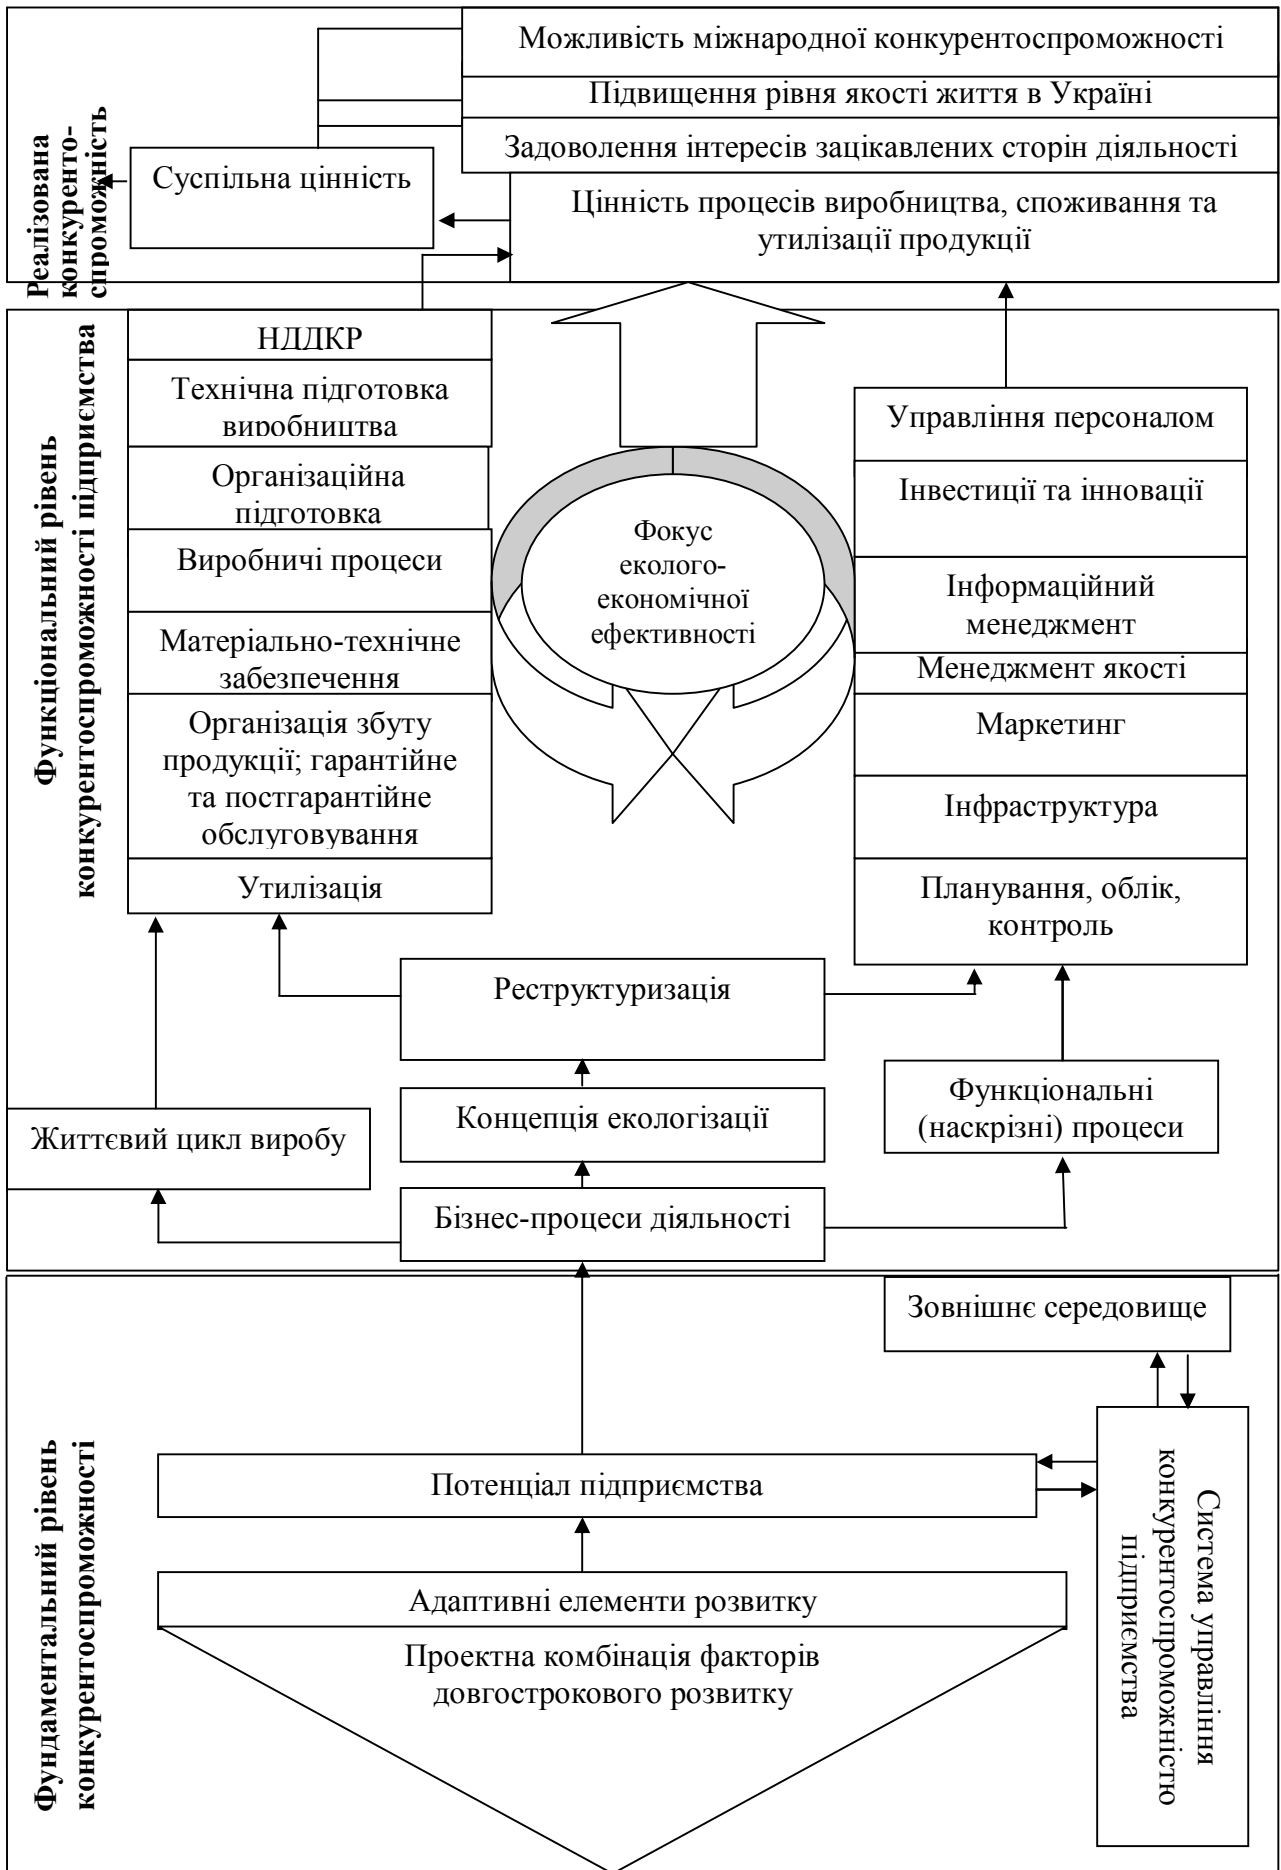 Реалізована
конкуренто-
спроможність
Можливість міжнародної конкурентоспроможності
Підвищення рівня якості життя в Україні
Задоволення інтересів зацікавлених сторін діяльності
Суспільна цінність
Цінність процесів виробництва, споживання та
утилізації продукції
Функціональний рівень
конкурентоспроможності підприємства
НДДКР
Технічна підготовка
виробництва
Організаційна
підготовка
Виробничі процеси
Матеріально-технічне
забезпечення
Організація збуту
продукції; гарантійне
та постгарантійне
обслуговування
Утилізація
Фокус
еколого-
економічної
ефективності
Управління персоналом
Інвестиції та інновації
Інформаційний
менеджмент
Менеджмент якості
Маркетинг
Інфраструктура
Планування, облік,
контроль
Реструктуризація
Концепція екологізації
Функціональні
(наскрізні) процеси
Життєвий цикл виробу
Бізнес-процеси діяльності
Фундаментальний рівень
конкурентоспроможності
Зовнішнє середовище
Потенціал підприємства
Система управління
конкурентоспроможністю
підприємства
Адаптивні елементи розвитку
Проектна комбінація факторів
довгострокового розвитку